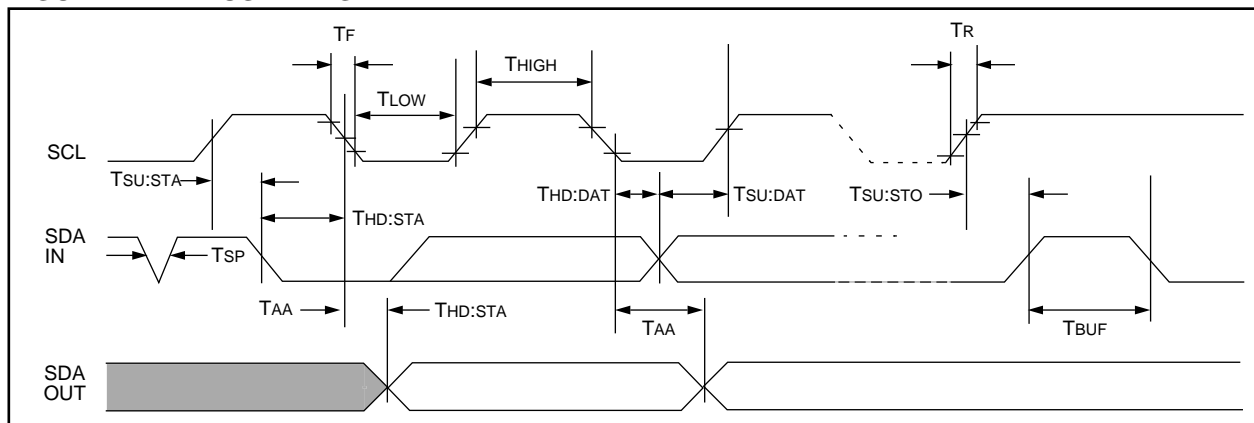 TF
TR
THIGH
TLOW
SCL
TSU:STA
THD:DAT
TSU:DAT
TSU:STO
THD:STA
SDA
IN
TSP
TAA
THD:STA
TAA
TBUF
SDA
OUT